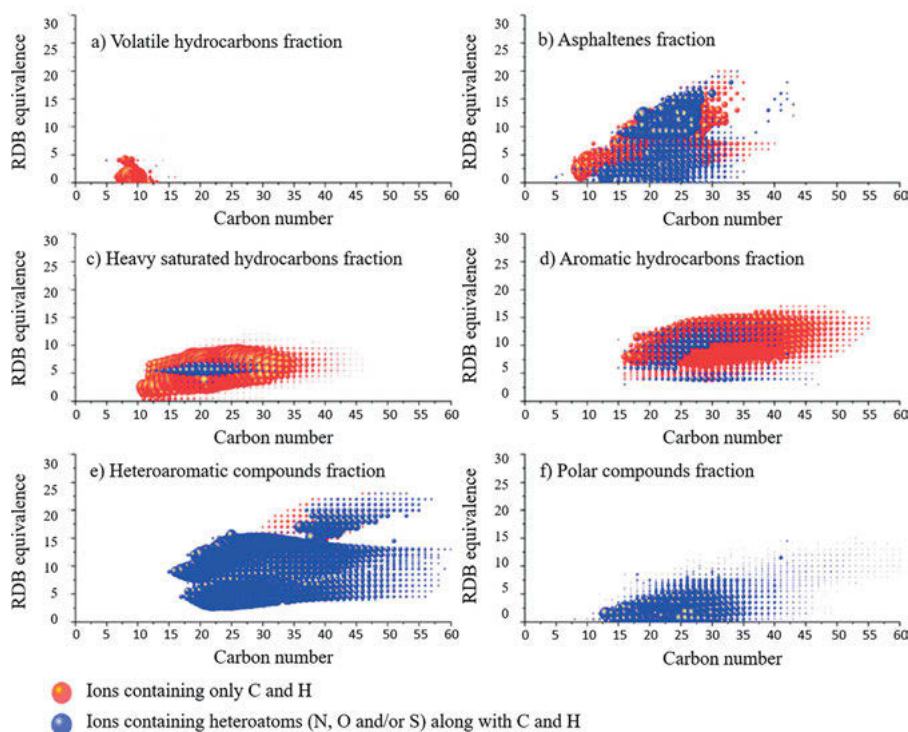 a) Volatile hydrocarbons fraction
RDB equivalence
30
25
20
15
10
5
0
0 5 10 15 20 25 30 35 40 45 50 55 60
Carbon number
b) Asphaltenes fraction
RDB equivalence
30
25
20
15
10
5
0
0 5 10 15 20 25 30 35 40 45 50 55 60
Carbon number
c) Heavy saturated hydrocarbons fraction
RDB equivalence
30
25
20
15
10
5
0
0 5 10 15 20 25 30 35 40 45 50 55 60
Carbon number
d) Aromatic hydrocarbons fraction
RDB equivalence
30
25
20
15
10
5
0
0 5 10 15 20 25 30 35 40 45 50 55 60
Carbon number
e) Heteroaromatic compounds fraction
RDB equivalence
30
25
20
15
10
5
0
0 5 10 15 20 25 30 35 40 45 50 55 60
Carbon number
f) Polar compounds fraction
RDB equivalence
30
25
20
15
10
5
0
0 5 10 15 20 25 30 35 40 45 50 55 60
Carbon number
Ions containing only C and H
Ions containing heteroatoms (N, O and/or S) along with C and H